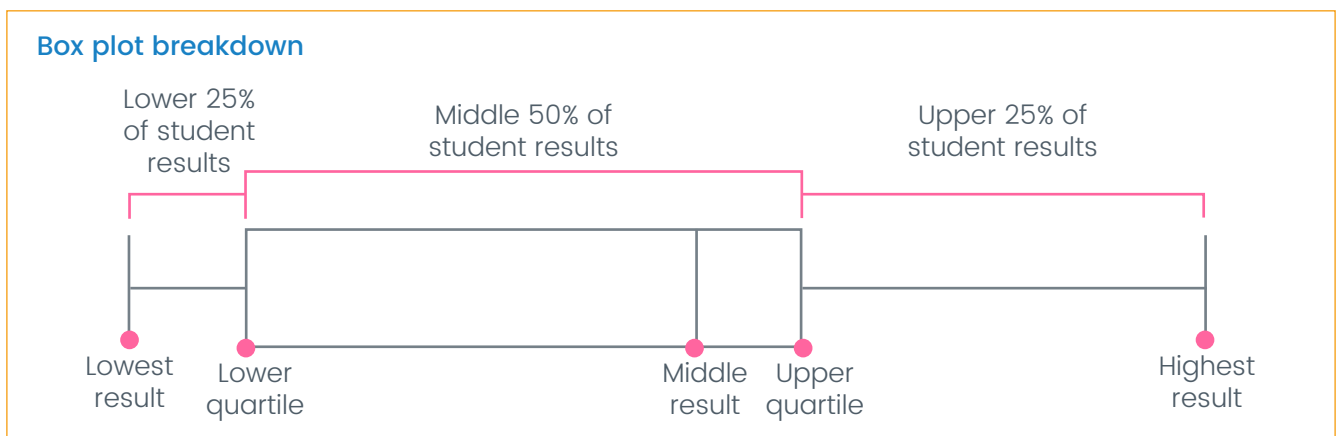 Box plot breakdown
Lower 25%
of student
results
Middle 50% of
student results
Upper 25% of
student results
Lowest
result
Lower
quartile
Middle
result
Upper
quartile
Highest
result